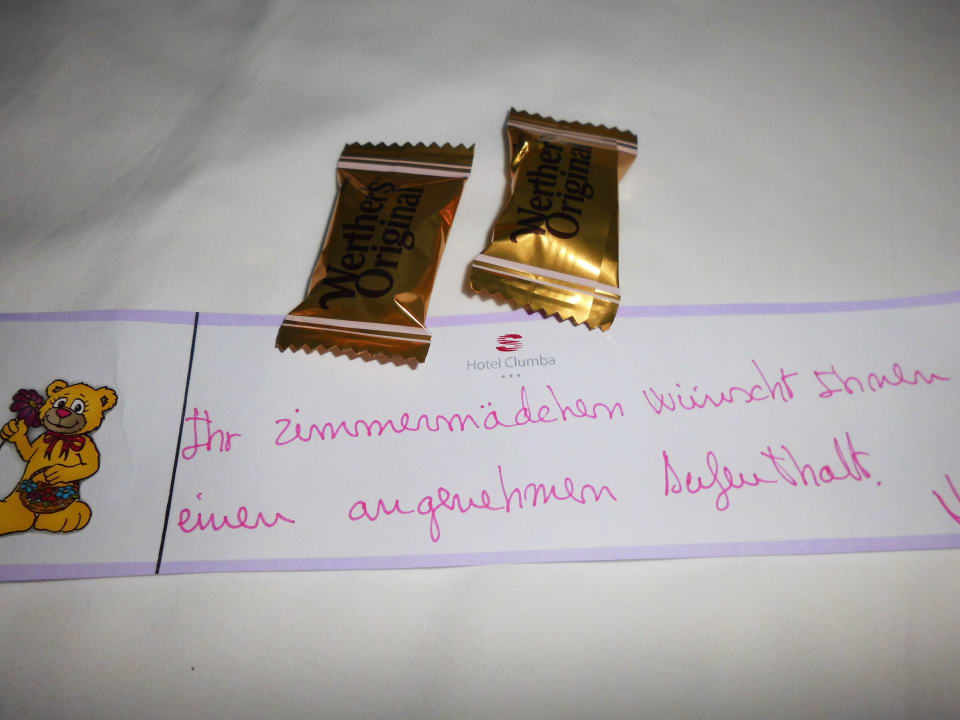 Werther's
Original
Werther's
Original
Hotel Clumba
Ihr zimmermädchen wünscht Ihnen
einen angenehmen Aufenthalt.